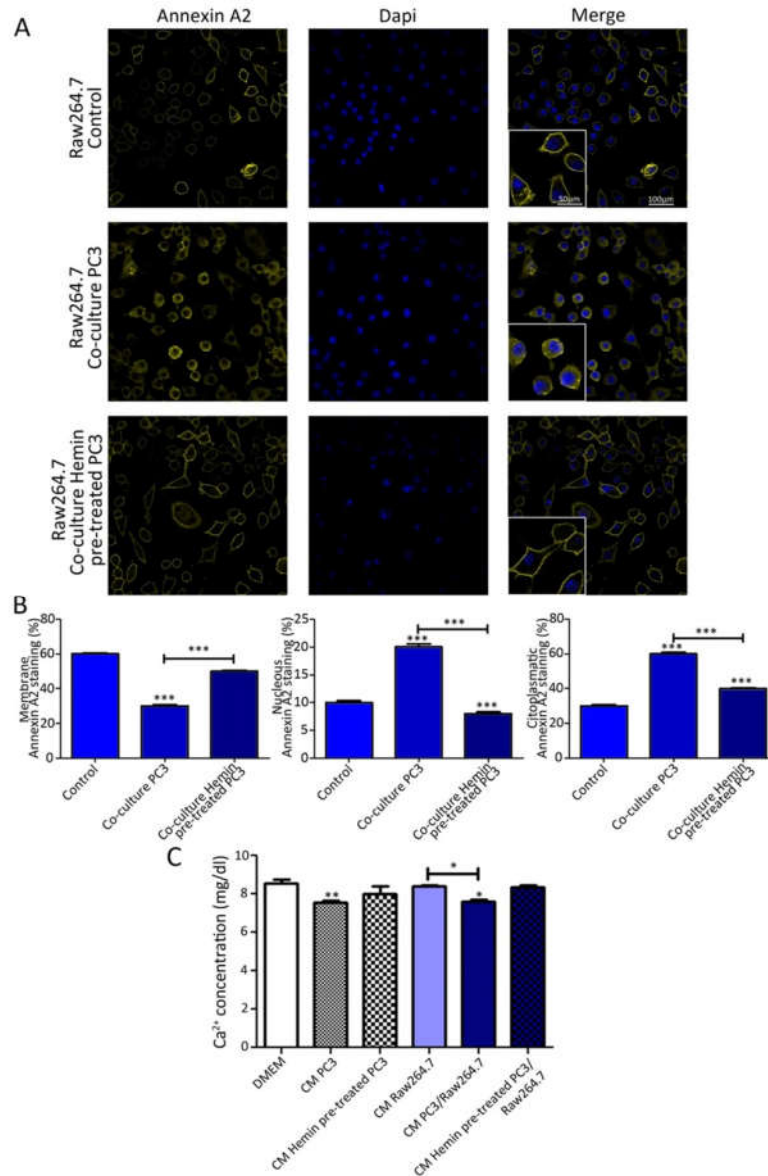 A
Annexin A2
Dapi
Merge
Raw264.7
Control
50µm
100µm
Raw264.7
Co-culture PC3
Raw264.7
Co-culture Hemin
pre-treated PC3
B
Membrane
Annexin A2 staining (%)
80
60
40
20
0
***
***
Control
Co-culture PC3
Co-culture Hemin
pre-treated PC3
Nucleous
Annexin A2 staining (%)
25
20
15
10
5
0
***
***
***
Control
Co-culture PC3
Co-culture Hemin
pre-treated PC3
Citoplasmatic
Annexin A2 staining (%)
80
60
40
20
0
***
***
***
Control
Co-culture PC3
Co-culture Hemin
pre-treated PC3
C
Ca²⁺ concentration (mg/dl)
10
8
6
4
2
0
**
*
*
DMEM
CM PC3
CM Hemin pre-treated PC3
CM Raw264.7
CM PC3/Raw264.7
CM Hemin pre-treated PC3/
Raw264.7